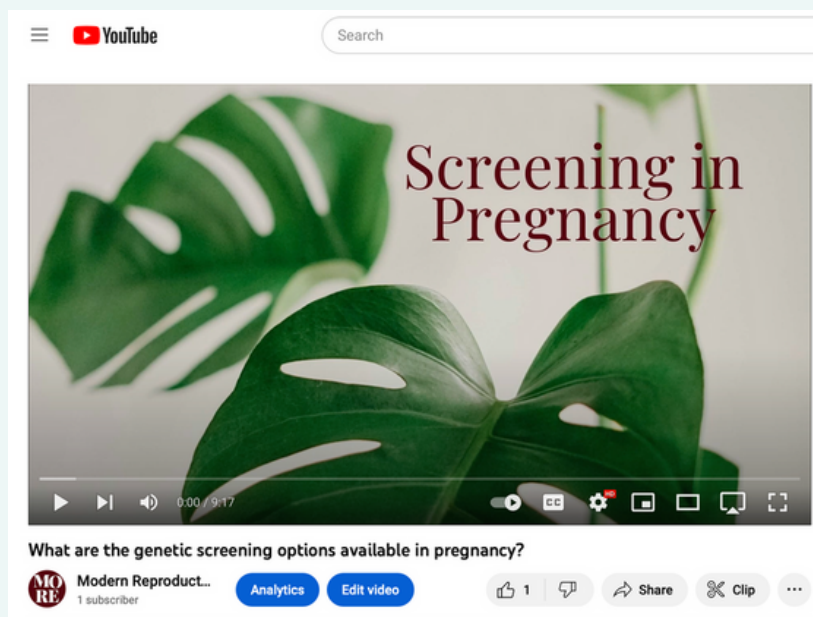 YouTube
Search
Screening in
Pregnancy
0:00 / 9:17
CC
HD
What are the genetic screening options available in pregnancy?
MO
RE
Modern Reproduct...
1 subscriber
Analytics
Edit video
1
Share
Clip
...